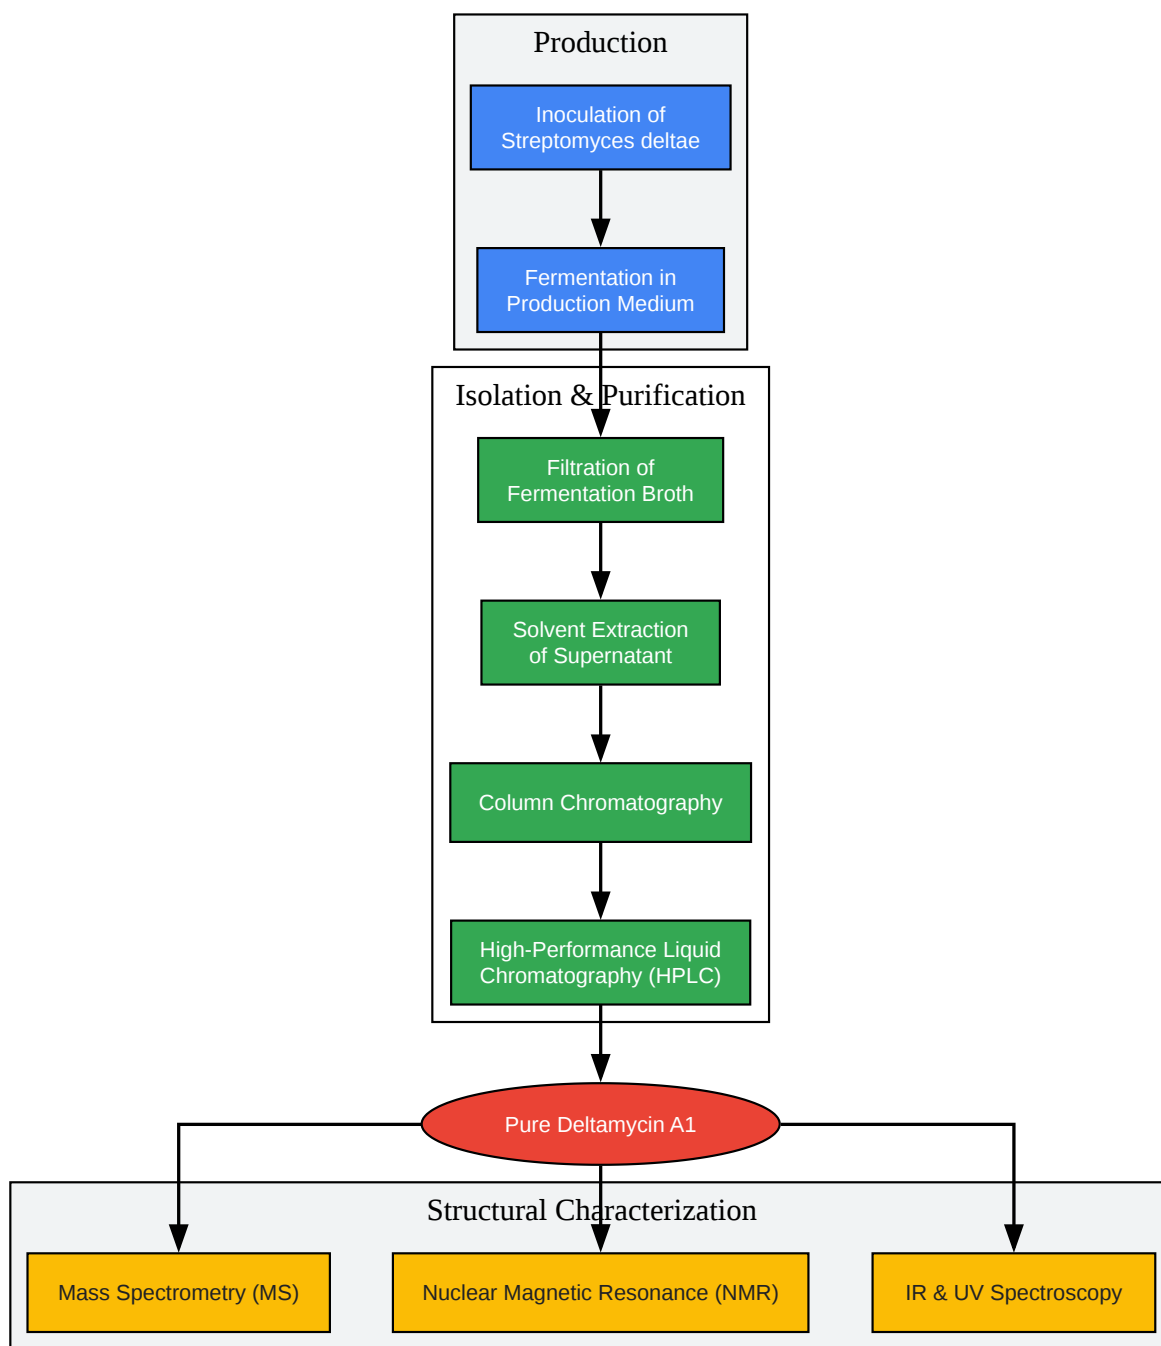 Production
Inoculation of
Streptomyces deltae
Fermentation in
Production Medium
Isolation & Purification
Filtration of
Fermentation Broth
Solvent Extraction
of Supernatant
Column Chromatography
High-Performance Liquid
Chromatography (HPLC)
Pure Deltamycin A1
Structural Characterization
Mass Spectrometry (MS)
Nuclear Magnetic Resonance (NMR)
IR & UV Spectroscopy